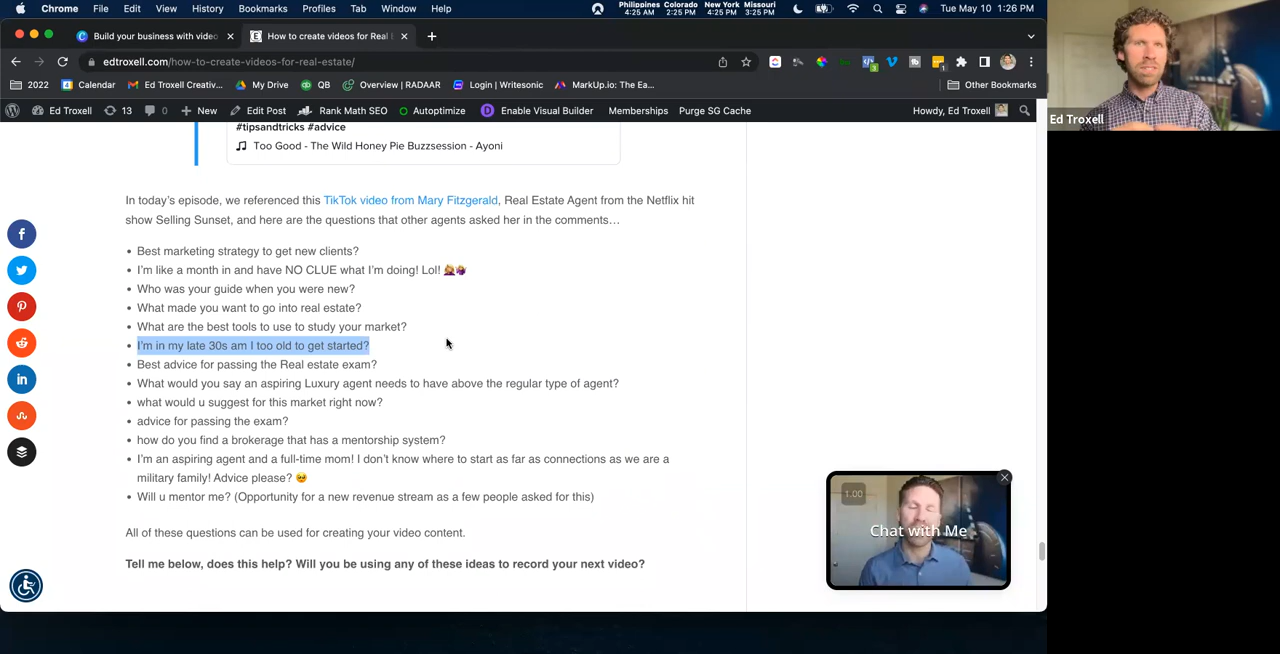 Chrome File Edit View History Bookmarks Profiles Tab Window Help
Philippines Colorado New York Missouri
4:25 AM 2:25 PM 4:25 PM 3:25 PM
Tue May 10 1:26 PM
Build your business with video
How to create videos for Real E
edtroxell.com/how-to-create-videos-for-real-estate/
2022 Calendar Ed Troxell Creativ... My Drive QB Overview | RADAAR Login | Writesonic MarkUp.io: The Ea... Other Bookmarks
Ed Troxell 13 0 New Edit Post Rank Math SEO Autoptimize Enable Visual Builder Memberships Purge SG Cache Howdy, Ed Troxell
Ed Troxell
#tipsandtricks #advice
Too Good - The Wild Honey Pie Buzzsession - Ayoni
In today's episode, we referenced this TikTok video from Mary Fitzgerald, Real Estate Agent from the Netflix hit
show Selling Sunset, and here are the questions that other agents asked her in the comments…
• Best marketing strategy to get new clients?
• I'm like a month in and have NO CLUE what I'm doing! Lol!
• Who was your guide when you were new?
• What made you want to go into real estate?
• What are the best tools to use to study your market?
• I'm in my late 30s am I too old to get started?
• Best advice for passing the Real estate exam?
• What would you say an aspiring Luxury agent needs to have above the regular type of agent?
• what would u suggest for this market right now?
• advice for passing the exam?
• how do you find a brokerage that has a mentorship system?
• I'm an aspiring agent and a full-time mom! I don't know where to start as far as connections as we are a
military family! Advice please? 🥹
• Will u mentor me? (Opportunity for a new revenue stream as a few people asked for this)
All of these questions can be used for creating your video content.
Tell me below, does this help? Will you be using any of these ideas to record your next video?
1.00
Chat with Me